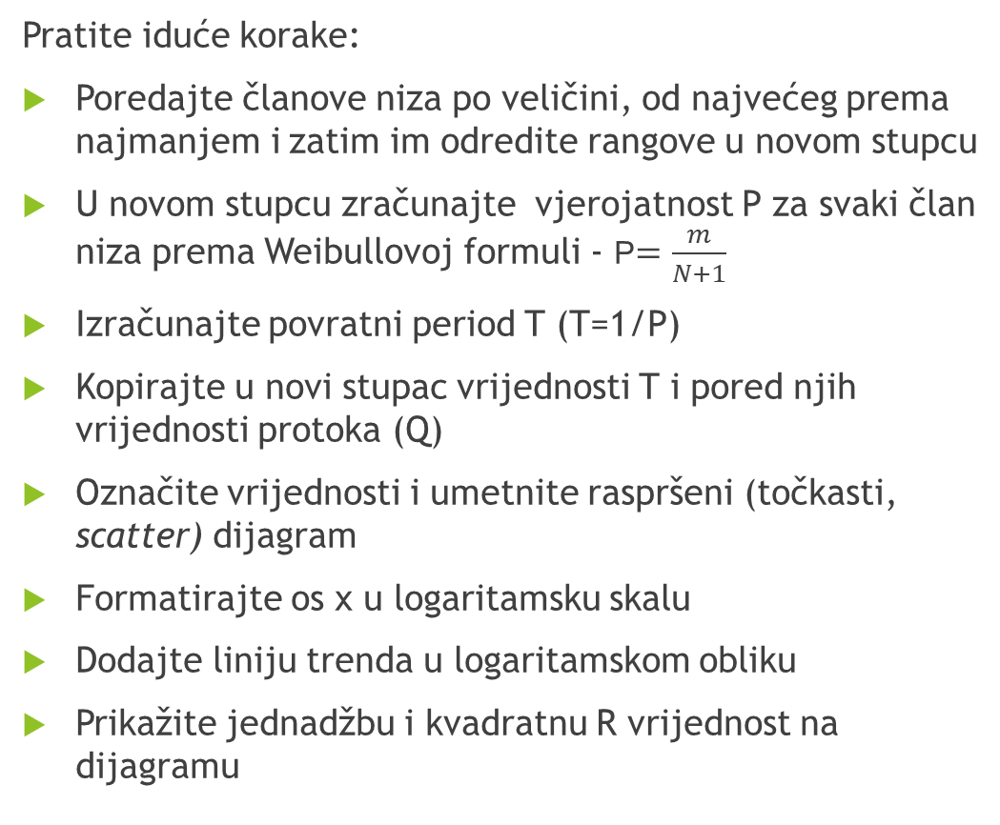 Pratite iduće korake:
Poredajte članove niza po veličini, od najvećeg prema
najmanjem i zatim im odredite rangove u novom stupcu
U novom stupcu zračunajte  vjerojatnost P za svaki član
niza prema Weibullovoj formuli - P= m/(N+1)
Izračunajte povratni period T (T=1/P)
Kopirajte u novi stupac vrijednosti T i pored njih
vrijednosti protoka (Q)
Označite vrijednosti i umetnite raspršeni (točkasti,
scatter) dijagram
Formatirajte os x u logaritamsku skalu
Dodajte liniju trenda u logaritamskom obliku
Prikažite jednadžbu i kvadratnu R vrijednost na
dijagramu